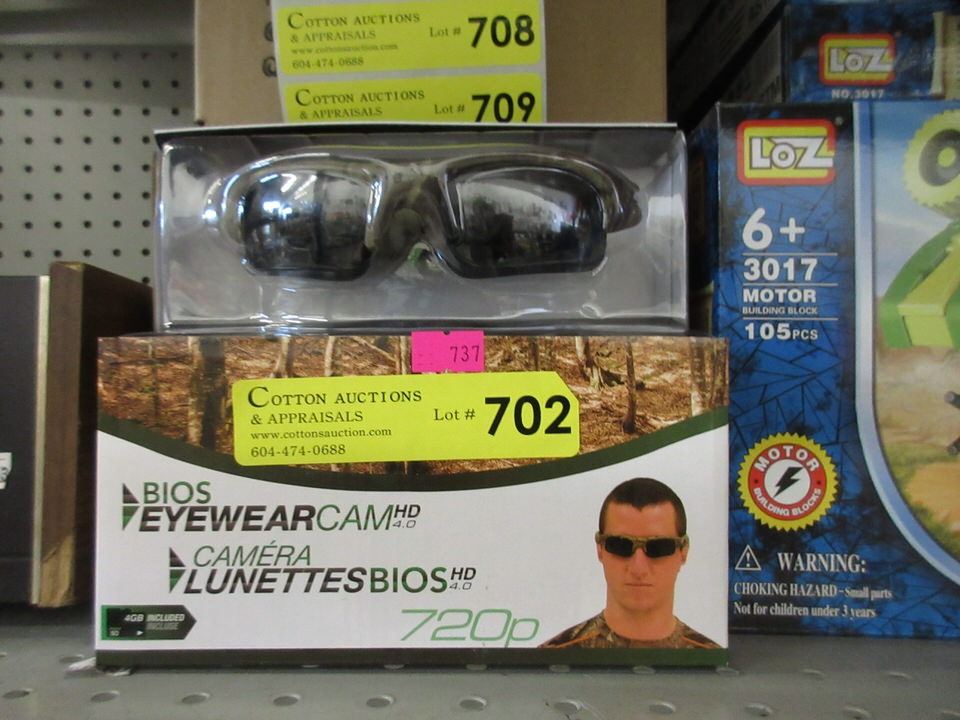 COTTON AUCTIONS
& APPRAISALS
www.cottonsauction.com
604-474-0688
Lot # 708
COTTON AUCTIONS
& APPRAISALS
Lot # 709
737
COTTON AUCTIONS
& APPRAISALS
www.cottonsauction.com
604-474-0688
Lot # 702
BIOS
EYEWEARCAM HD 4.0
CAMÉRA
LUNETTESBIOS HD 4.0
4GB INCLUDED
INCLUSE
720p
LOZ
NO.3017
LOZ
6+
3017
MOTOR
BUILDING BLOCK
105PCS
MOTOR
BUILDING BLOCKS
WARNING:
CHOKING HAZARD-Small parts
Not for children under 3 years